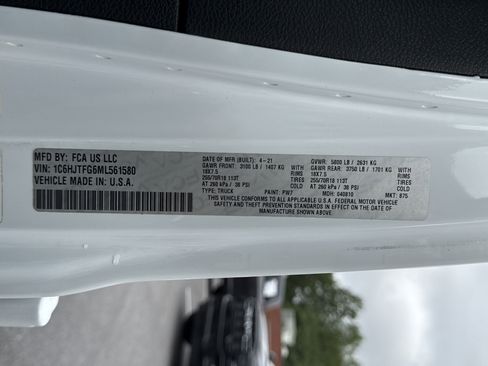 MFD BY: FCA US LLC
VIN: 1C6HJTFG6ML561580
VEHICLE MADE IN U.S.A.
DATE OF MFR (BUILT): 4-21
GAWR FRONT: 3100 LB / 1407 KG
18X7.5 RIMS
255/70R18 113T TIRES
AT 260 kPa / 38 PSI
TYPE: TRUCK
GVWR: 5800 LB / 2631 KG
GAWR REAR: 3750 LB / 1701 KG
18X7.5 RIMS
255/70R18 113T TIRES
AT 260 kPa / 38 PSI
PAINT: PW7 MDH: 040810 MKT: 875
THIS VEHICLE CONFORMS TO ALL APPLICABLE U.S.A. FEDERAL MOTOR VEHICLE
SAFETY AND THEFT PREVENTION STANDARDS IN EFFECT ON THE DATE OF
MANUFACTURE SHOWN ABOVE.